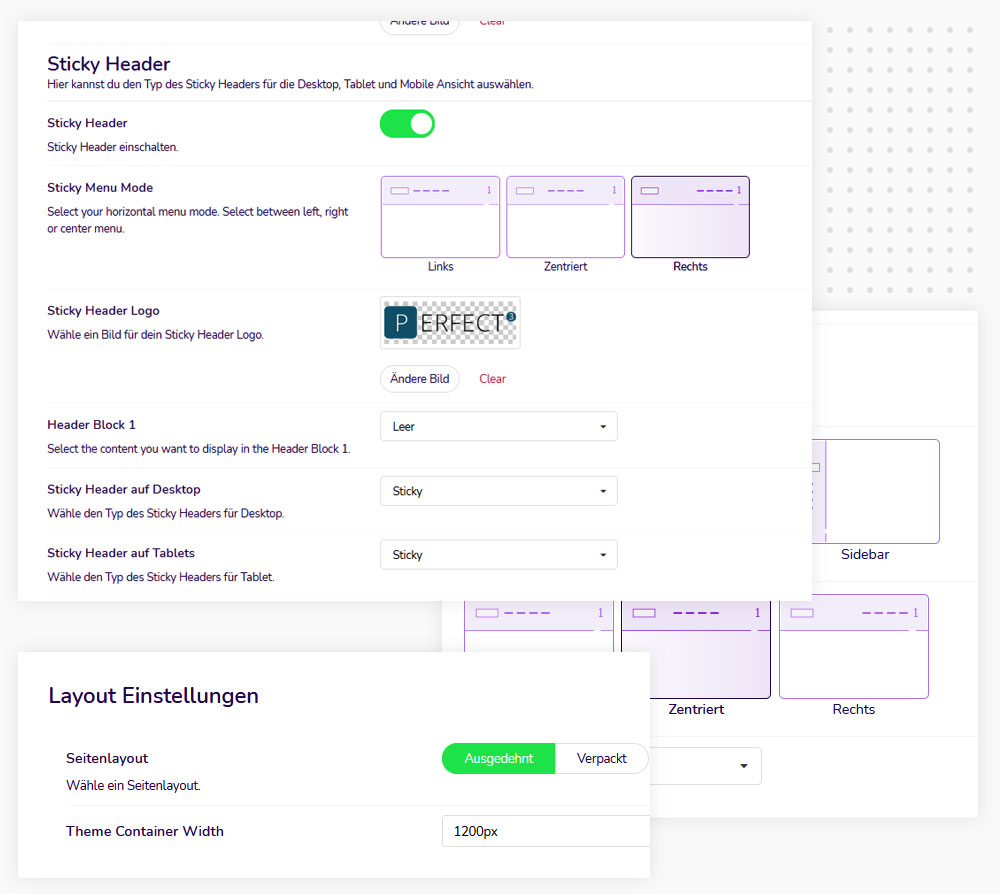 Ändere Bild Clear
Sticky Header
Hier kannst du den Typ des Sticky Headers für die Desktop, Tablet und Mobile Ansicht auswählen.
Sticky Header
Sticky Header einschalten.
Sticky Menu Mode
Select your horizontal menu mode. Select between left, right
or center menu.
1 1 1
Links Zentriert Rechts
Sticky Header Logo
Wähle ein Bild für dein Sticky Header Logo.
PERFECT 3
Ändere Bild Clear
Header Block 1
Select the content you want to display in the Header Block 1.
Leer
Sticky Header auf Desktop
Wähle den Typ des Sticky Headers für Desktop.
Sticky
Sticky Header auf Tablets
Wähle den Typ des Sticky Headers für Tablet.
Sticky
Sidebar
1 1 1
Zentriert Rechts
Layout Einstellungen
Seitenlayout
Wähle ein Seitenlayout.
Ausgedehnt Verpackt
Theme Container Width
1200px